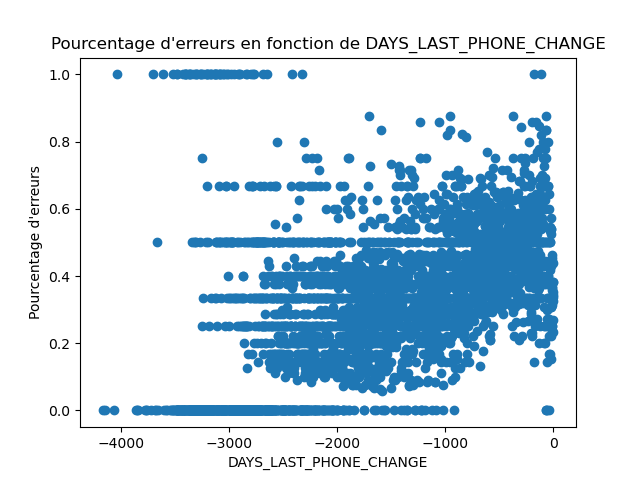 Pourcentage d'erreurs en fonction de DAYS_LAST_PHONE_CHANGE
1.0
0.8
0.6
0.4
0.2
0.0
Pourcentage d'erreurs
−4000 −3000 −2000 −1000 0
DAYS_LAST_PHONE_CHANGE